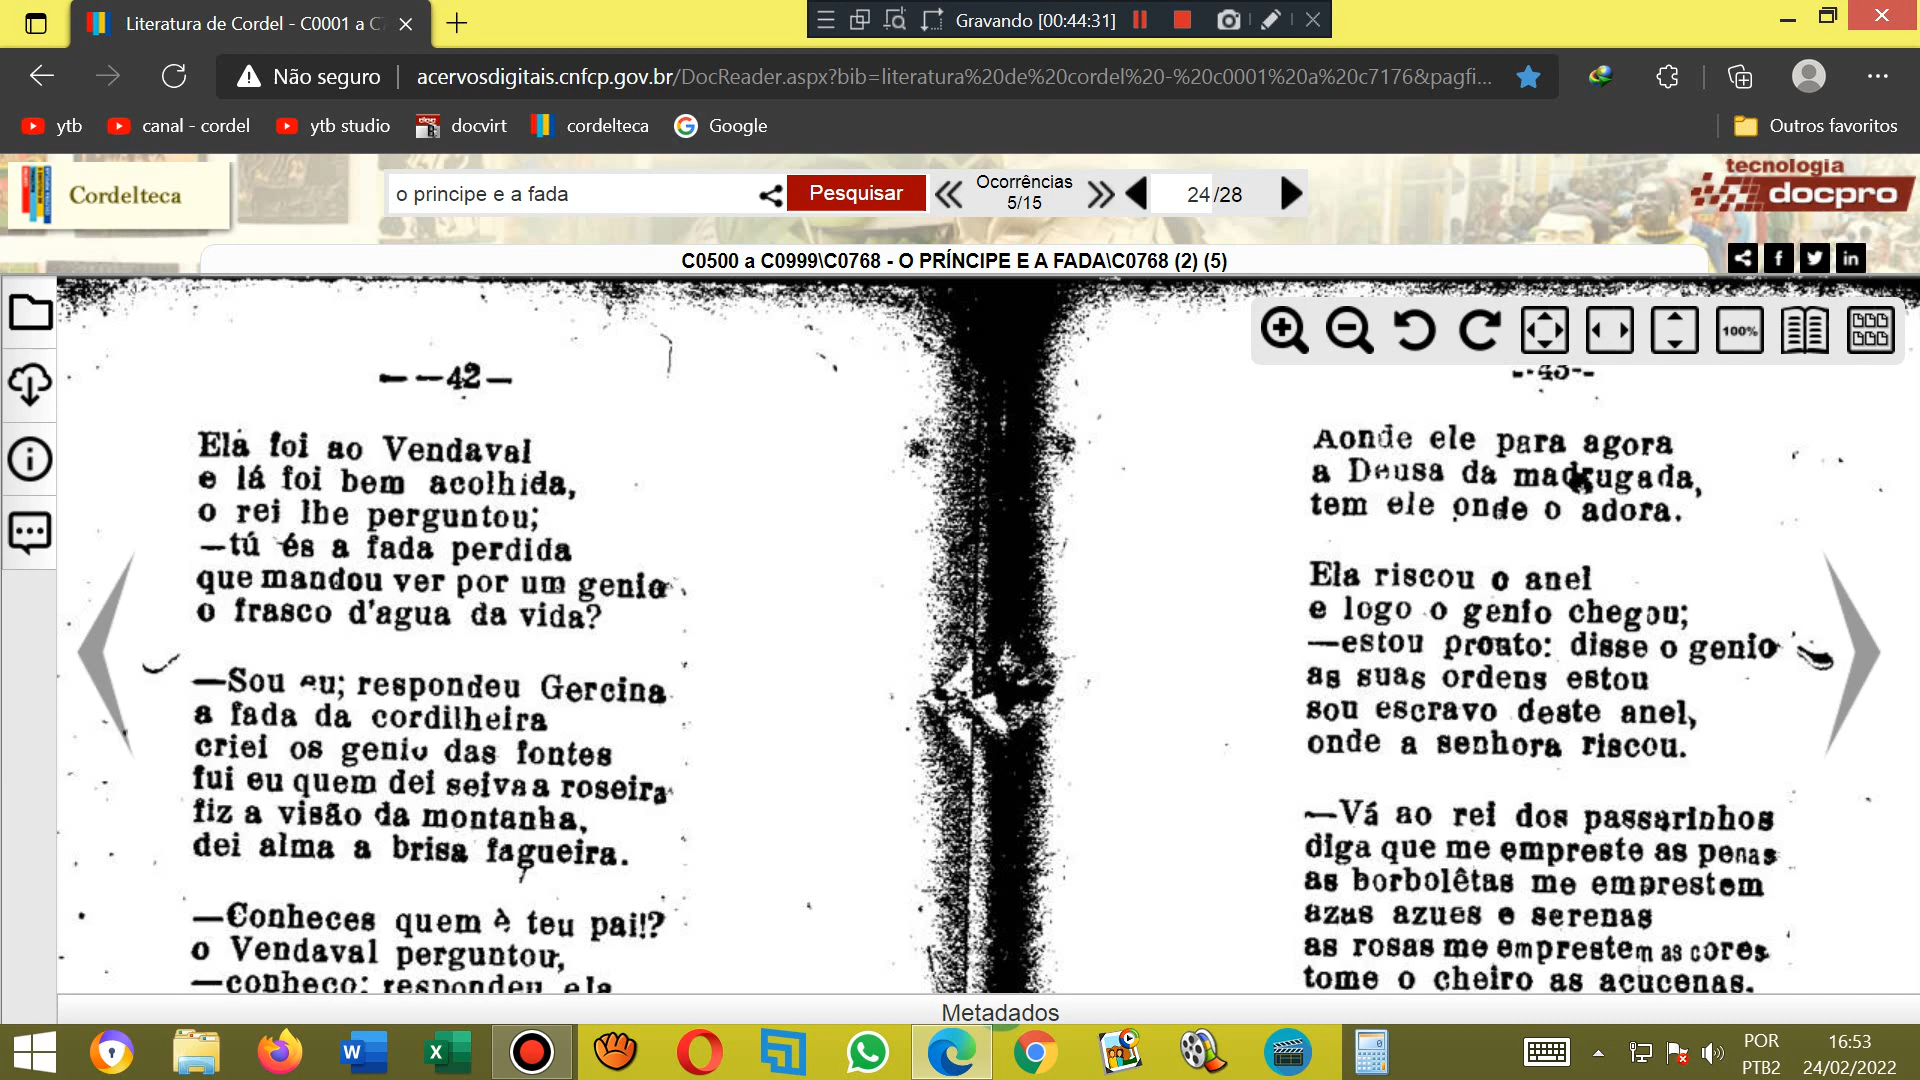 Literatura de Cordel - C0001 a C7
Gravando [00:44:31]
Não seguro
acervosdigitais.cnfcp.gov.br/DocReader.aspx?bib=literatura%20de%20cordel%20-%20c0001%20a%20c7176&pagfi...
ytb
canal - cordel
ytb studio
docvirt
cordelteca
Google
Outros favoritos
Cordelteca
o principe e a fada
Pesquisar
Ocorrências
5/15
24 /28
tecnologia
docpro
C0500 a C0999\C0768 - O PRÍNCIPE E A FADA\C0768 (2) (5)
100%
— —42—
Ela foi ao Vendaval
e lá foi bem acolhida,
o rei lhe perguntou;
—tú és a fada perdida
que mandou ver por um genio
o frasco d'agua da vida?
—Sou eu; respondeu Gercina
a fada da cordilheira
criei os genio das fontes
fui eu quem dei seiva a roseira
fiz a visão da montanha,
dei alma a brisa fagueira.
—Conheces quem è teu pai!?
o Vendaval perguntou,
—conheço: respondeu ela
Aonde ele para agora
a Deusa da madrugada,
tem ele onde o adora.
Ela riscou o anel
e logo o genio chegou;
—estou pronto: disse o genio
as suas ordens estou
sou escravo deste anel,
onde a senhora riscou.
—Vá ao rei dos passarinhos
diga que me empreste as penas
as borbolêtas me emprestem
azas azues e serenas
as rosas me emprestem as cores
tome o cheiro as açucenas.
Metadados
POR
PTB2
16:53
24/02/2022